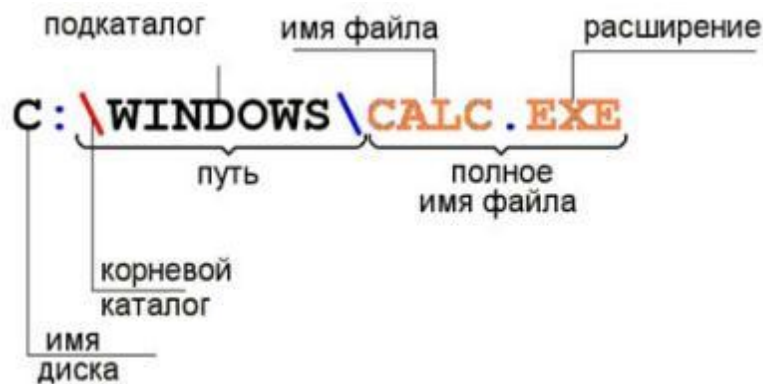 подкаталог
имя файла
расширение
C:\WINDOWS\CALC.EXE
путь
полное
имя файла
корневой
каталог
имя
диска